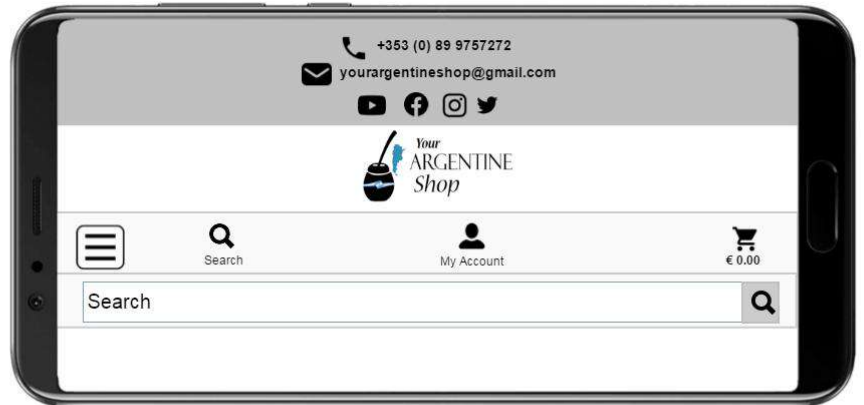 +353 (0) 89 9757272
yourargentineshop@gmail.com
Your
ARGENTINE
Shop
Search
My Account
€ 0.00
Search